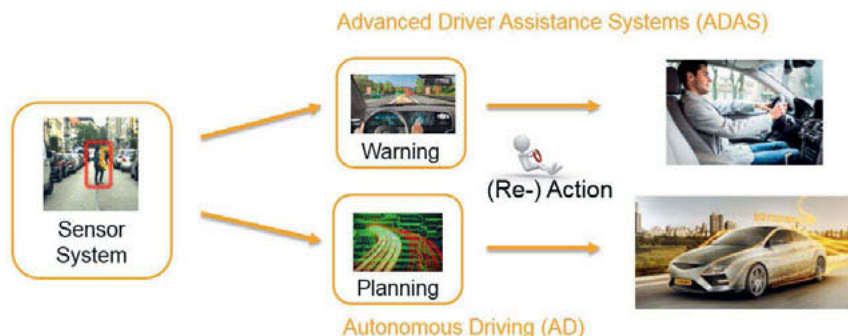 Advanced Driver Assistance Systems (ADAS)
Warning
(Re-) Action
Sensor
System
Planning
Autonomous Driving (AD)